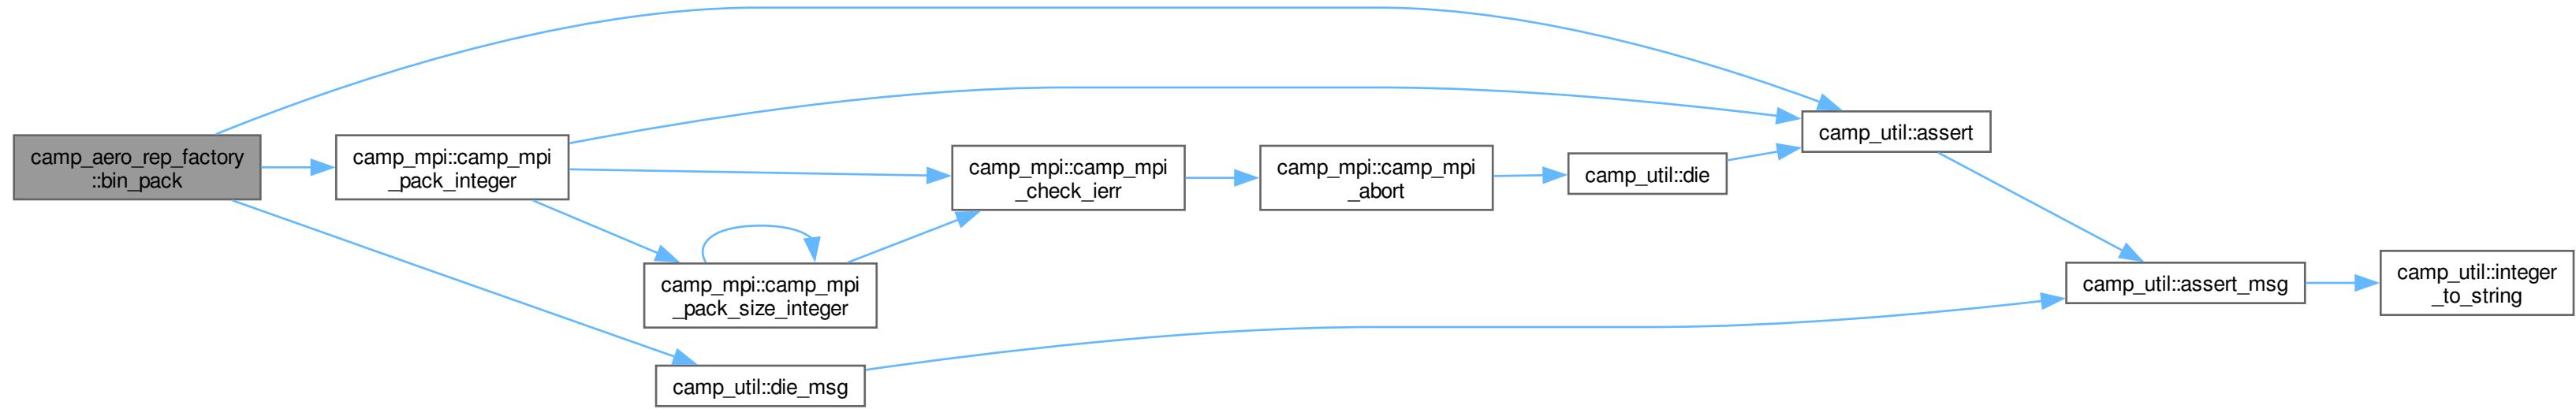 camp_aero_rep_factory
::bin_pack
camp_mpi::camp_mpi
_pack_integer
camp_mpi::camp_mpi
_pack_size_integer
camp_util::die_msg
camp_mpi::camp_mpi
_check_ierr
camp_mpi::camp_mpi
_abort
camp_util::die
camp_util::assert
camp_util::assert_msg
camp_util::integer
_to_string